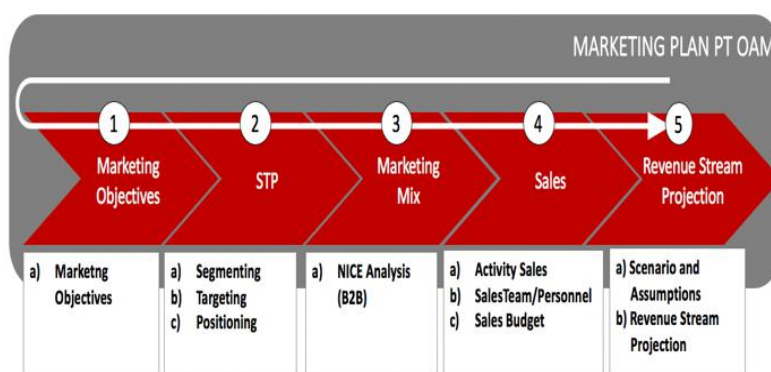 MARKETING PLAN PT OAM
1
2
3
4
5
Marketing
Objectives
STP
Marketing
Mix
Sales
Revenue Stream
Projection
a) Marketng
Objectives
a) Segmenting
b) Targeting
c) Positioning
a) NICE Analysis
(B2B)
a) Activity Sales
b) SalesTeam/Personnel
c) Sales Budget
a) Scenario and
Assumptions
b) Revenue Stream
Projection